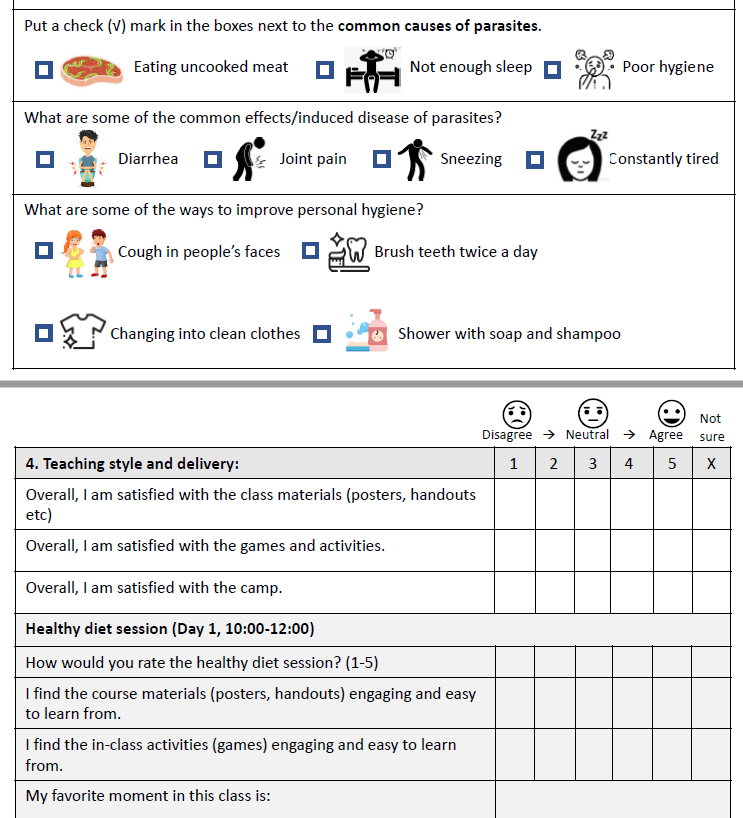 Put a check (√) mark in the boxes next to the common causes of parasites.
Eating uncooked meat Not enough sleep Poor hygiene
What are some of the common effects/induced disease of parasites?
Zzz
Diarrhea Joint pain Sneezing Constantly tired
What are some of the ways to improve personal hygiene?
Cough in people's faces Brush teeth twice a day
Changing into clean clothes Shower with soap and shampoo
Disagree → Neutral → Agree Not sure
4. Teaching style and delivery: 1 2 3 4 5 X
Overall, I am satisfied with the class materials (posters, handouts
etc)
Overall, I am satisfied with the games and activities.
Overall, I am satisfied with the camp.
Healthy diet session (Day 1, 10:00-12:00)
How would you rate the healthy diet session? (1-5)
I find the course materials (posters, handouts) engaging and easy
to learn from.
I find the in-class activities (games) engaging and easy to learn
from.
My favorite moment in this class is: